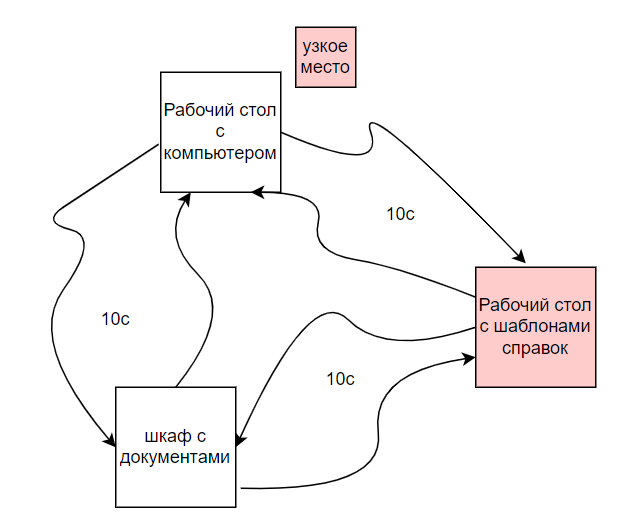 узкое
место
Рабочий стол
с
компьютером
10с
Рабочий стол
с шаблонами
справок
10с
10с
шкаф с
документами